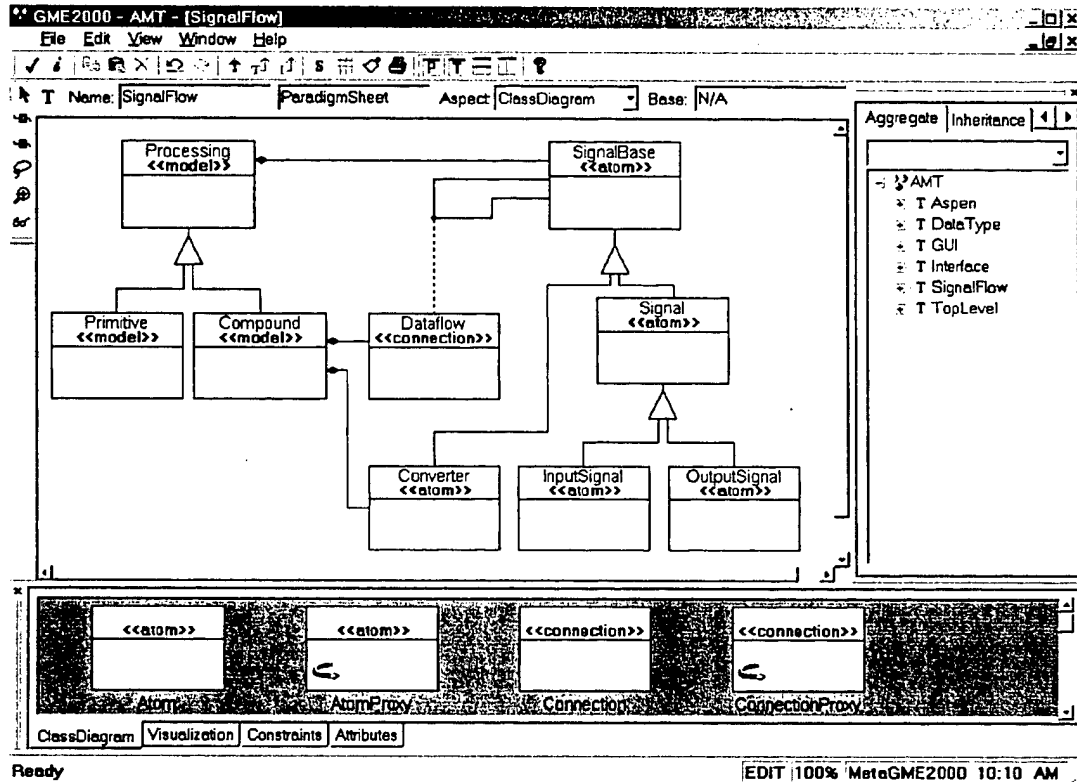 GME2000 - AMT - [SignalFlow]
File Edit View Window Help
T Name: SignalFlow ParadigmSheet Aspect ClassDiagram Base: N/A
Aggregate Inheritance
Processing
<<model>>
SignalBase
<<atom>>
AMT
T Aspen
T DataType
T GUI
T Interface
T SignalFlow
T TopLevel
Signal
<<atom>>
Primitive
<<model>>
Compound
<<model>>
Dataflow
<<connection>>
Converter
<<atom>>
InputSignal
<<atom>>
OutputSignal
<<atom>>
<<atom>>
Atom
<<atom>>
AtomProxy
<<connection>>
Connection
<<connection>>
ConnectionProxy
ClassDiagram Visualization Constraints Attributes
Ready EDIT 100% MetaGME2000 10:10 AM